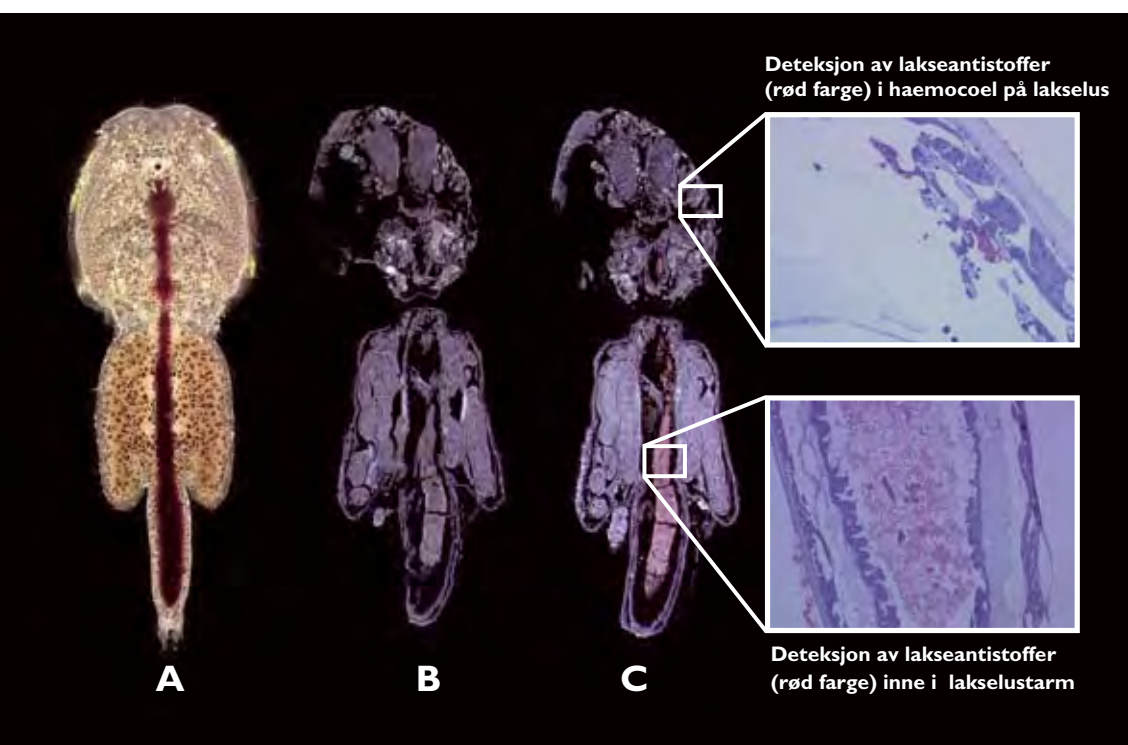 Deteksjon av lakseantistoffer
(rød farge) i haemocoel på lakselus
A
B
C
Deteksjon av lakseantistoffer
(rød farge) inne i lakselustarm